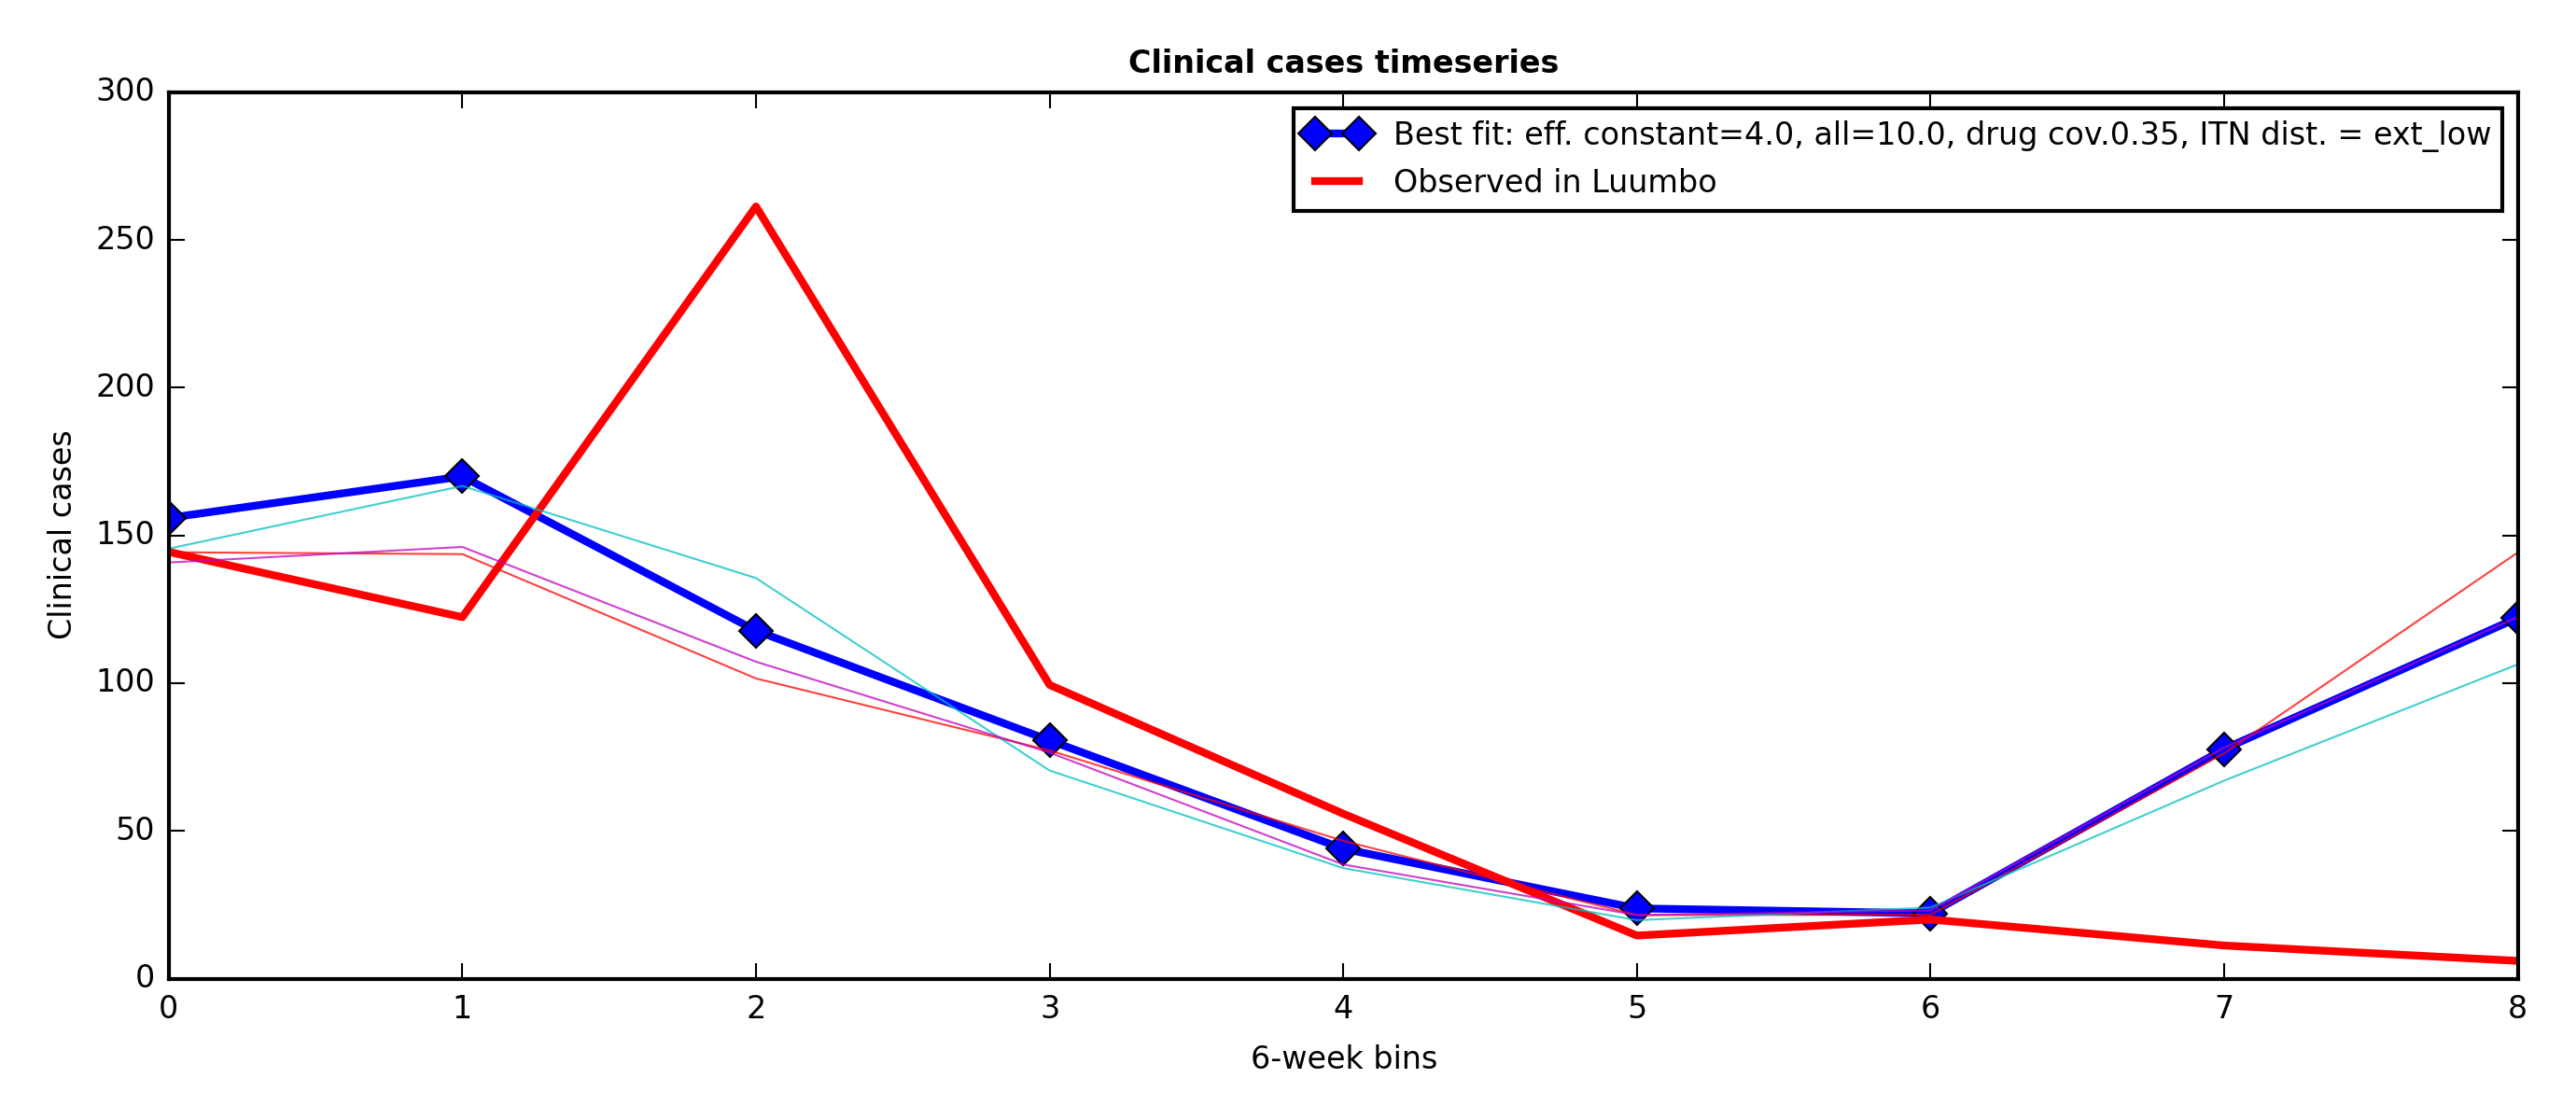 Clinical cases timeseries
300
250
200
150
100
50
0
Clinical cases
Best fit: eff. constant=4.0, all=10.0, drug cov.0.35, ITN dist. = ext_low
Observed in Luumbo
0 1 2 3 4 5 6 7 8
6-week bins